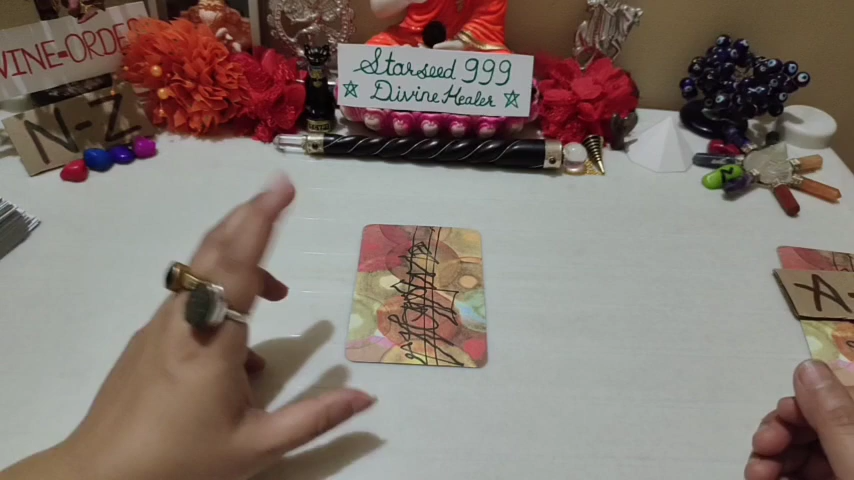 VINE-ORDER
N-Z
Starseed 999
☆ Divine Healer ☆
A-